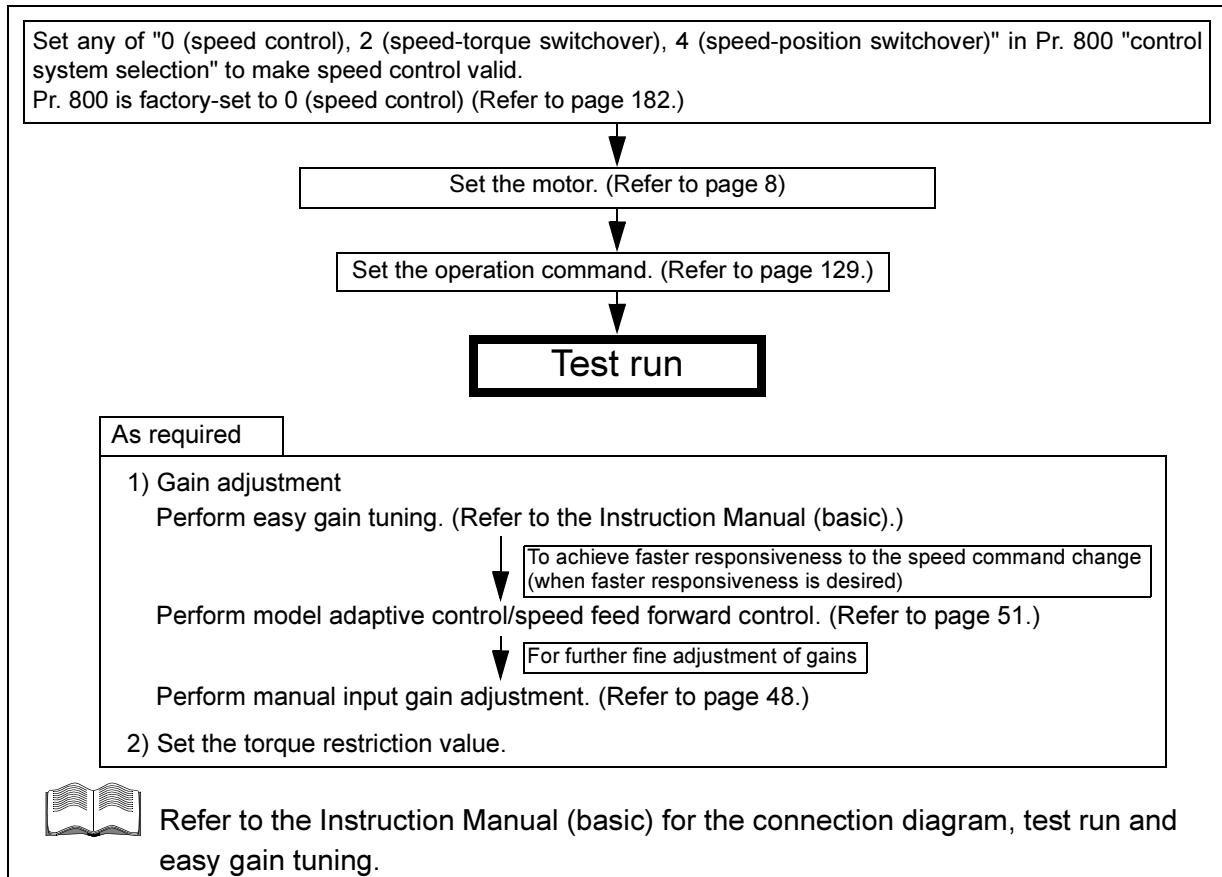 Set any of "0 (speed control), 2 (speed-torque switchover), 4 (speed-position switchover)" in Pr. 800 "control
system selection" to make speed control valid.
Pr. 800 is factory-set to 0 (speed control) (Refer to page 182.)
Set the motor. (Refer to page 8)
Set the operation command. (Refer to page 129.)
Test run
As required
1) Gain adjustment
Perform easy gain tuning. (Refer to the Instruction Manual (basic).)
To achieve faster responsiveness to the speed command change
(when faster responsiveness is desired)
Perform model adaptive control/speed feed forward control. (Refer to page 51.)
For further fine adjustment of gains
Perform manual input gain adjustment. (Refer to page 48.)
2) Set the torque restriction value.
Refer to the Instruction Manual (basic) for the connection diagram, test run and
easy gain tuning.